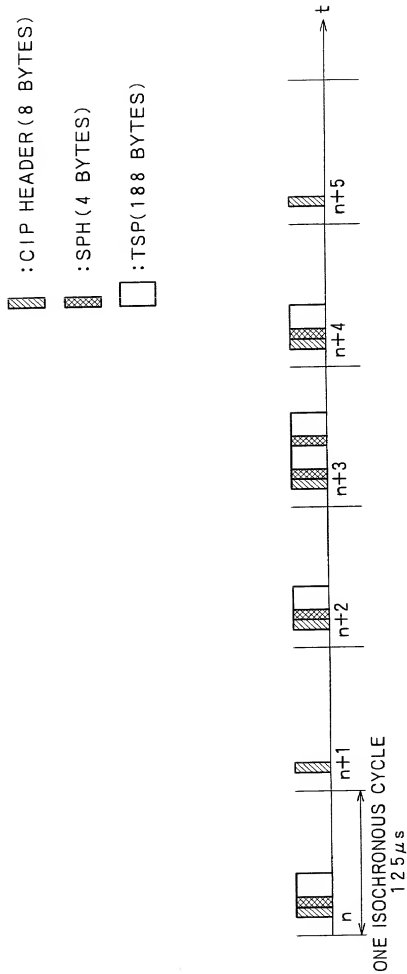 :CIP HEADER(8 BYTES)
:SPH(4 BYTES)
:TSP(188 BYTES)
n
n+1
n+2
n+3
n+4
n+5
t
ONE ISOCHRONOUS CYCLE
125μs